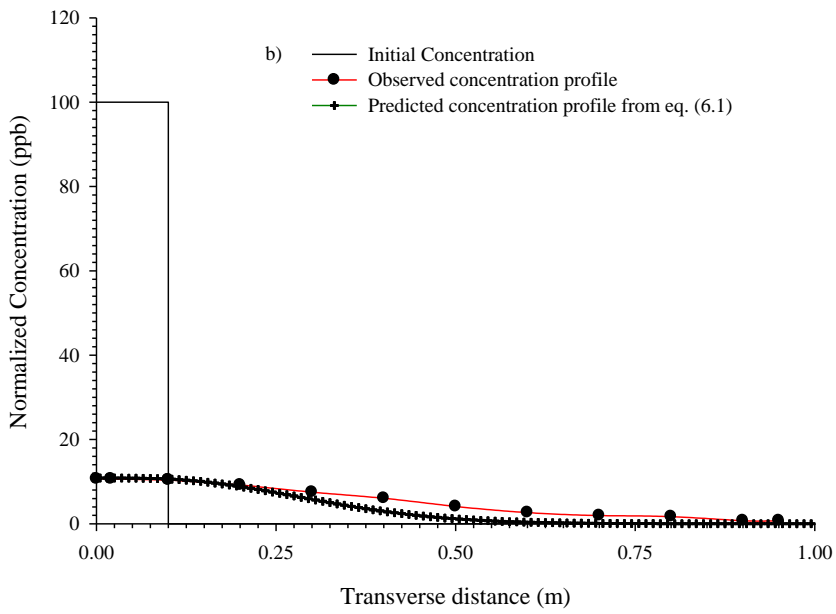 120
b)
Initial Concentration
Observed concentration profile
Predicted concentration profile from eq. (6.1)
100
80
60
40
20
0
Normalized Concentration (ppb)
0.00
0.25
0.50
0.75
1.00
Transverse distance (m)